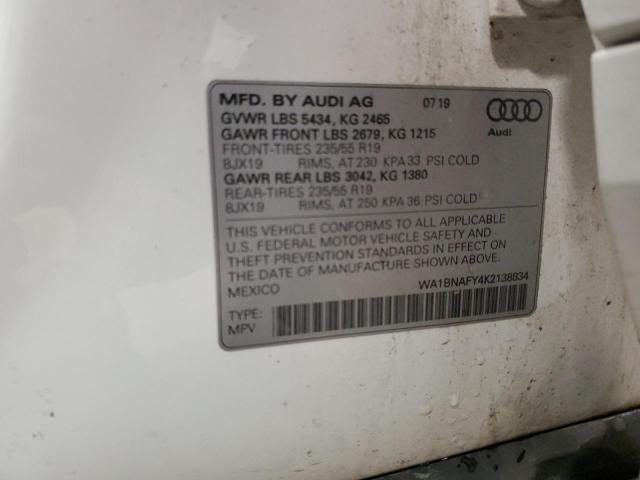 MFD. BY AUDI AG 07 19
GVWR LBS 5434, KG 2465
GAWR FRONT LBS 2679, KG 1215
Audi
FRONT-TIRES 235/55 R19
8JX19 RIMS, AT 230 KPA 33 PSI COLD
GAWR REAR LBS 3042, KG 1380
REAR-TIRES 235/55 R19
8JX19 RIMS, AT 250 KPA 36 PSI COLD
THIS VEHICLE CONFORMS TO ALL APPLICABLE
U.S. FEDERAL MOTOR VEHICLE SAFETY AND
THEFT PREVENTION STANDARDS IN EFFECT ON
THE DATE OF MANUFACTURE SHOWN ABOVE.
MEXICO WA1BNAFY4K2138834
TYPE:
MPV